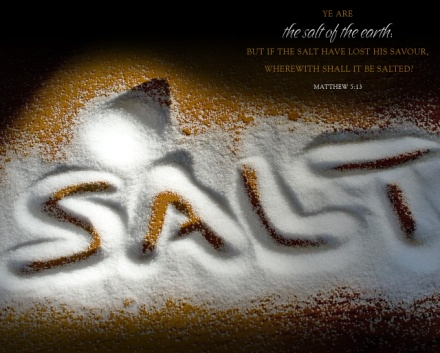 YE ARE
the salt of the earth:
BUT IF THE SALT HAVE LOST HIS SAVOUR,
WHEREWITH SHALL IT BE SALTED?
MATTHEW 5:13
SALT